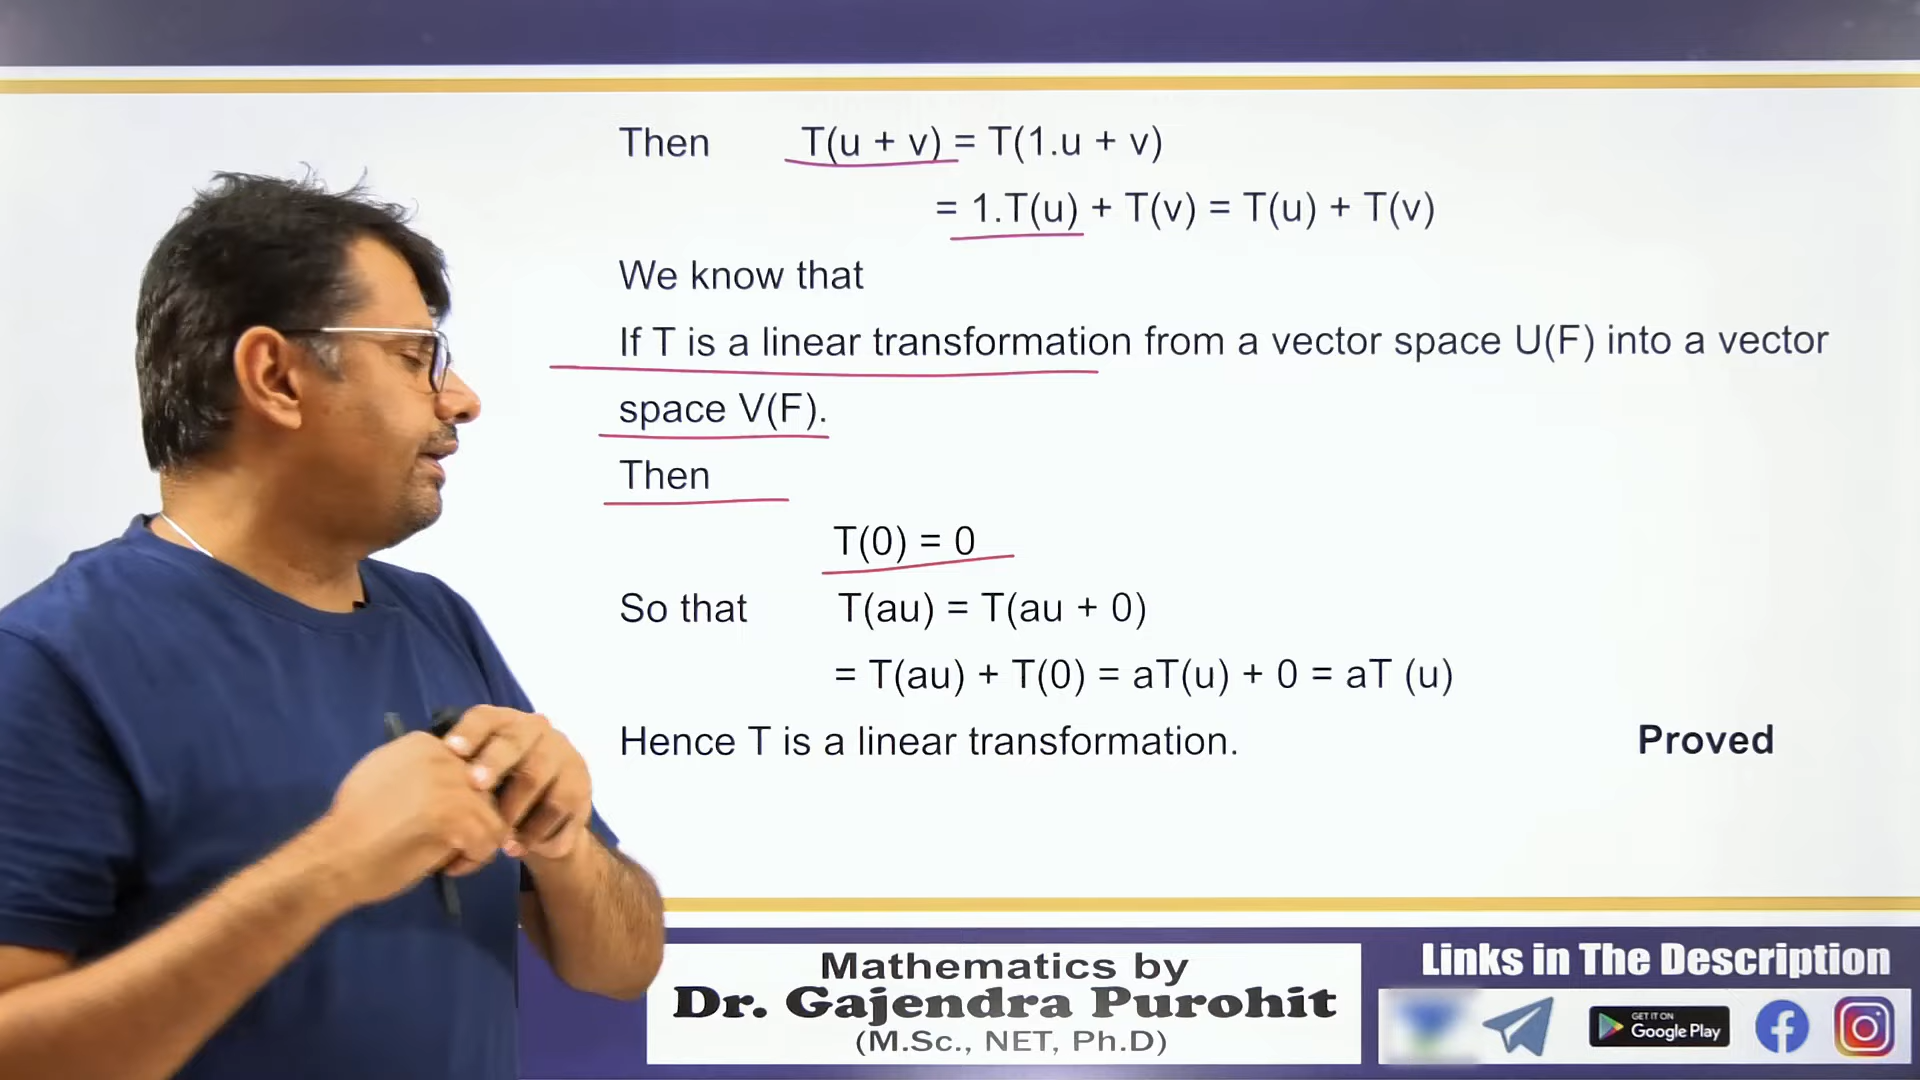 Then T(u + v) = T(1.u + v)
= 1.T(u) + T(v) = T(u) + T(v)
We know that
If T is a linear transformation from a vector space U(F) into a vector
space V(F).
Then
T(0) = 0
So that T(au) = T(au + 0)
= T(au) + T(0) = aT(u) + 0 = aT (u)
Hence T is a linear transformation. Proved
Mathematics by
Dr. Gajendra Purohit
(M.Sc., NET, Ph.D)
Links in The Description
GET IT ON
Google Play